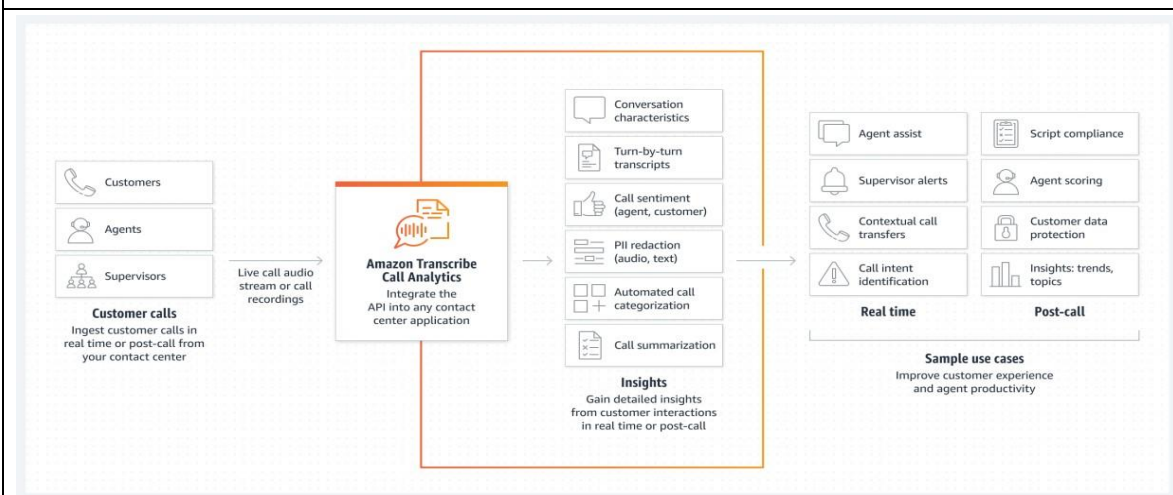 Customers
Agents
Supervisors
Customer calls
Ingest customer calls in
real time or post-call from
your contact center
Live call audio
stream or call
recordings
Amazon Transcribe
Call Analytics
Integrate the
API into any contact
center application
Conversation
characteristics
Turn-by-turn
transcripts
Call sentiment
(agent, customer)
PII redaction
(audio, text)
Automated call
categorization
Call summarization
Insights
Gain detailed insights
from customer interactions
in real time or post-call
Agent assist
Supervisor alerts
Contextual call
transfers
Call intent
identification
Real time
Script compliance
Agent scoring
Customer data
protection
Insights: trends,
topics
Post-call
Sample use cases
Improve customer experience
and agent productivity